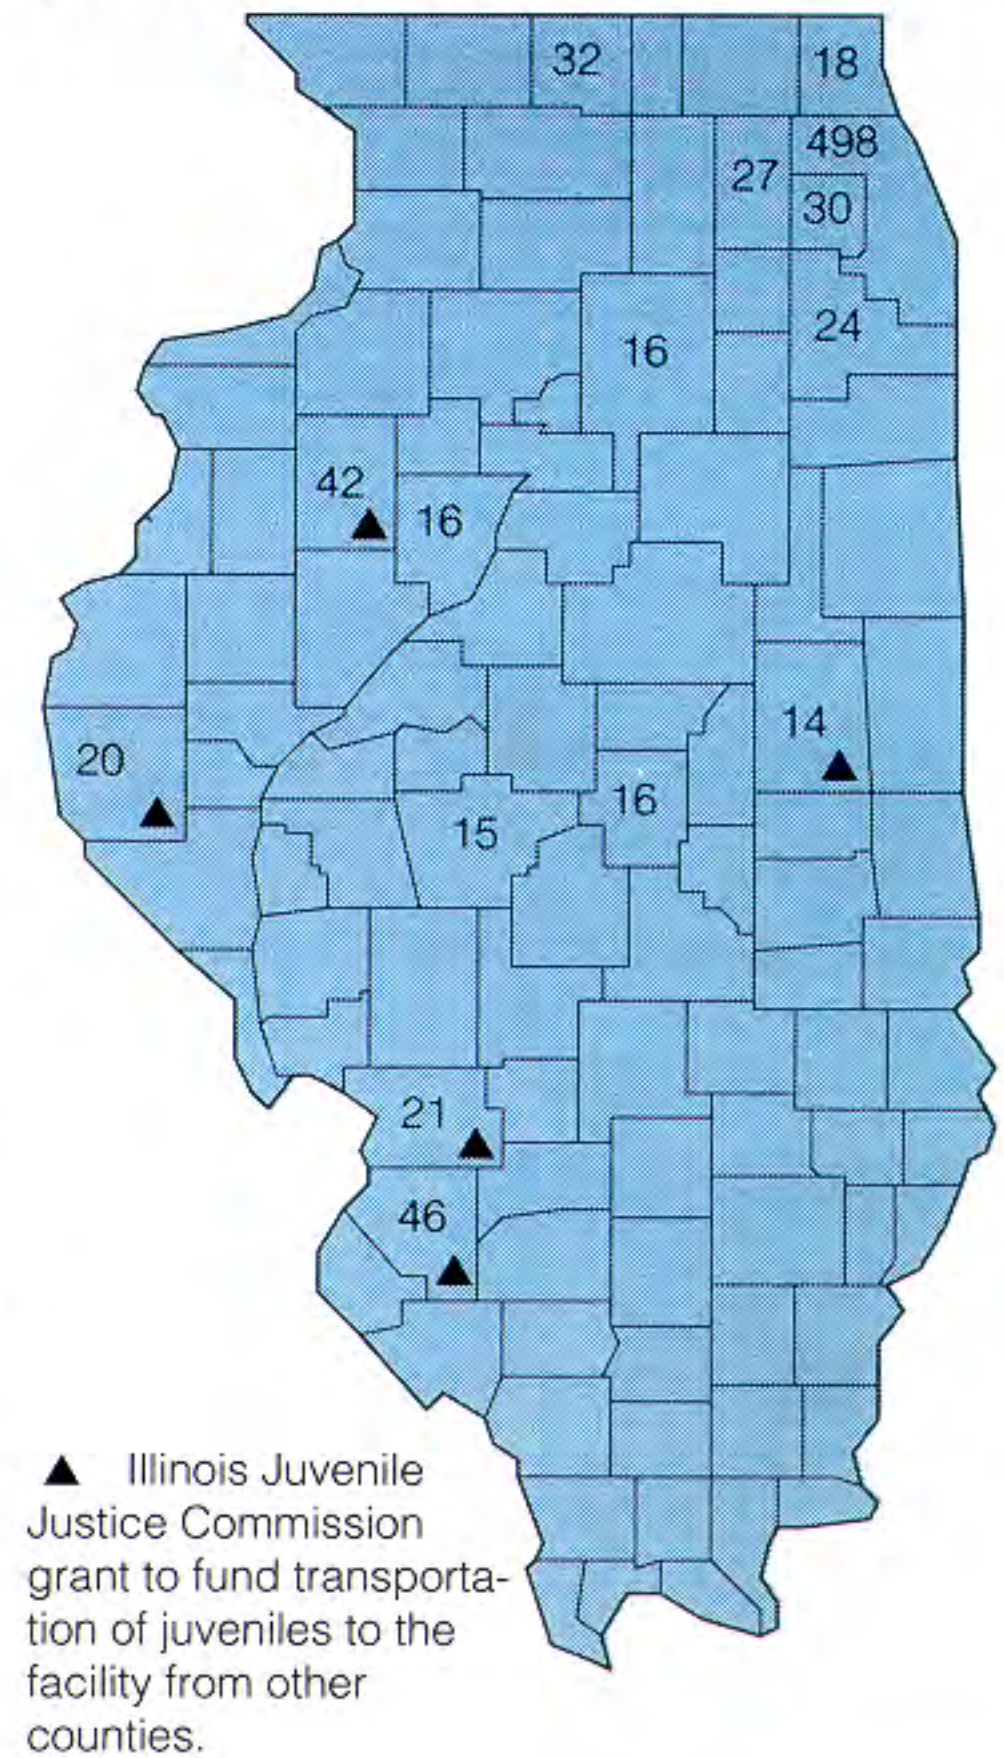 32
18
498
27
30
24
16
42
16
14
20
16
15
21
46
▲ Illinois Juvenile
Justice Commission
grant to fund transporta-
tion of juveniles to the
facility from other
counties.